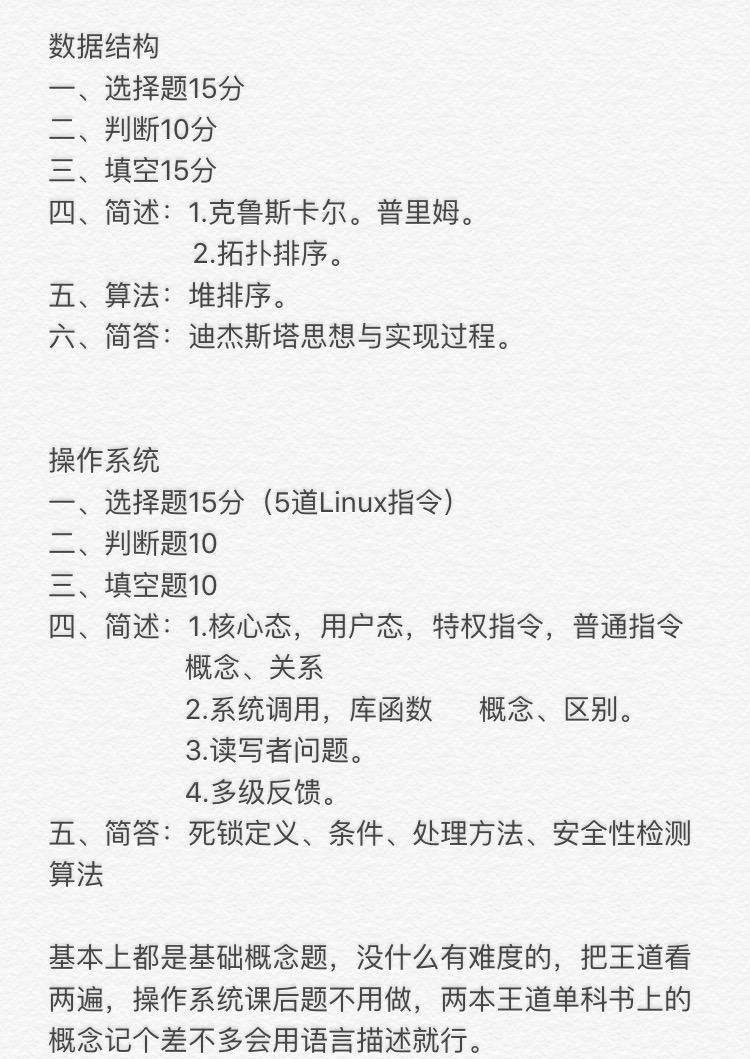 数据结构
一、选择题15分
二、判断10分
三、填空15分
四、简述：1.克鲁斯卡尔。普里姆。
2.拓扑排序。
五、算法：堆排序。
六、简答：迪杰斯塔思想与实现过程。
操作系统
一、选择题15分（5道Linux指令）
二、判断题10
三、填空题10
四、简述：1.核心态，用户态，特权指令，普通指令
概念、关系
2.系统调用，库函数 概念、区别。
3.读写者问题。
4.多级反馈。
五、简答：死锁定义、条件、处理方法、安全性检测
算法
基本上都是基础概念题，没什么有难度的，把王道看
两遍，操作系统课后题不用做，两本王道单科书上的
概念记个差不多会用语言描述就行。